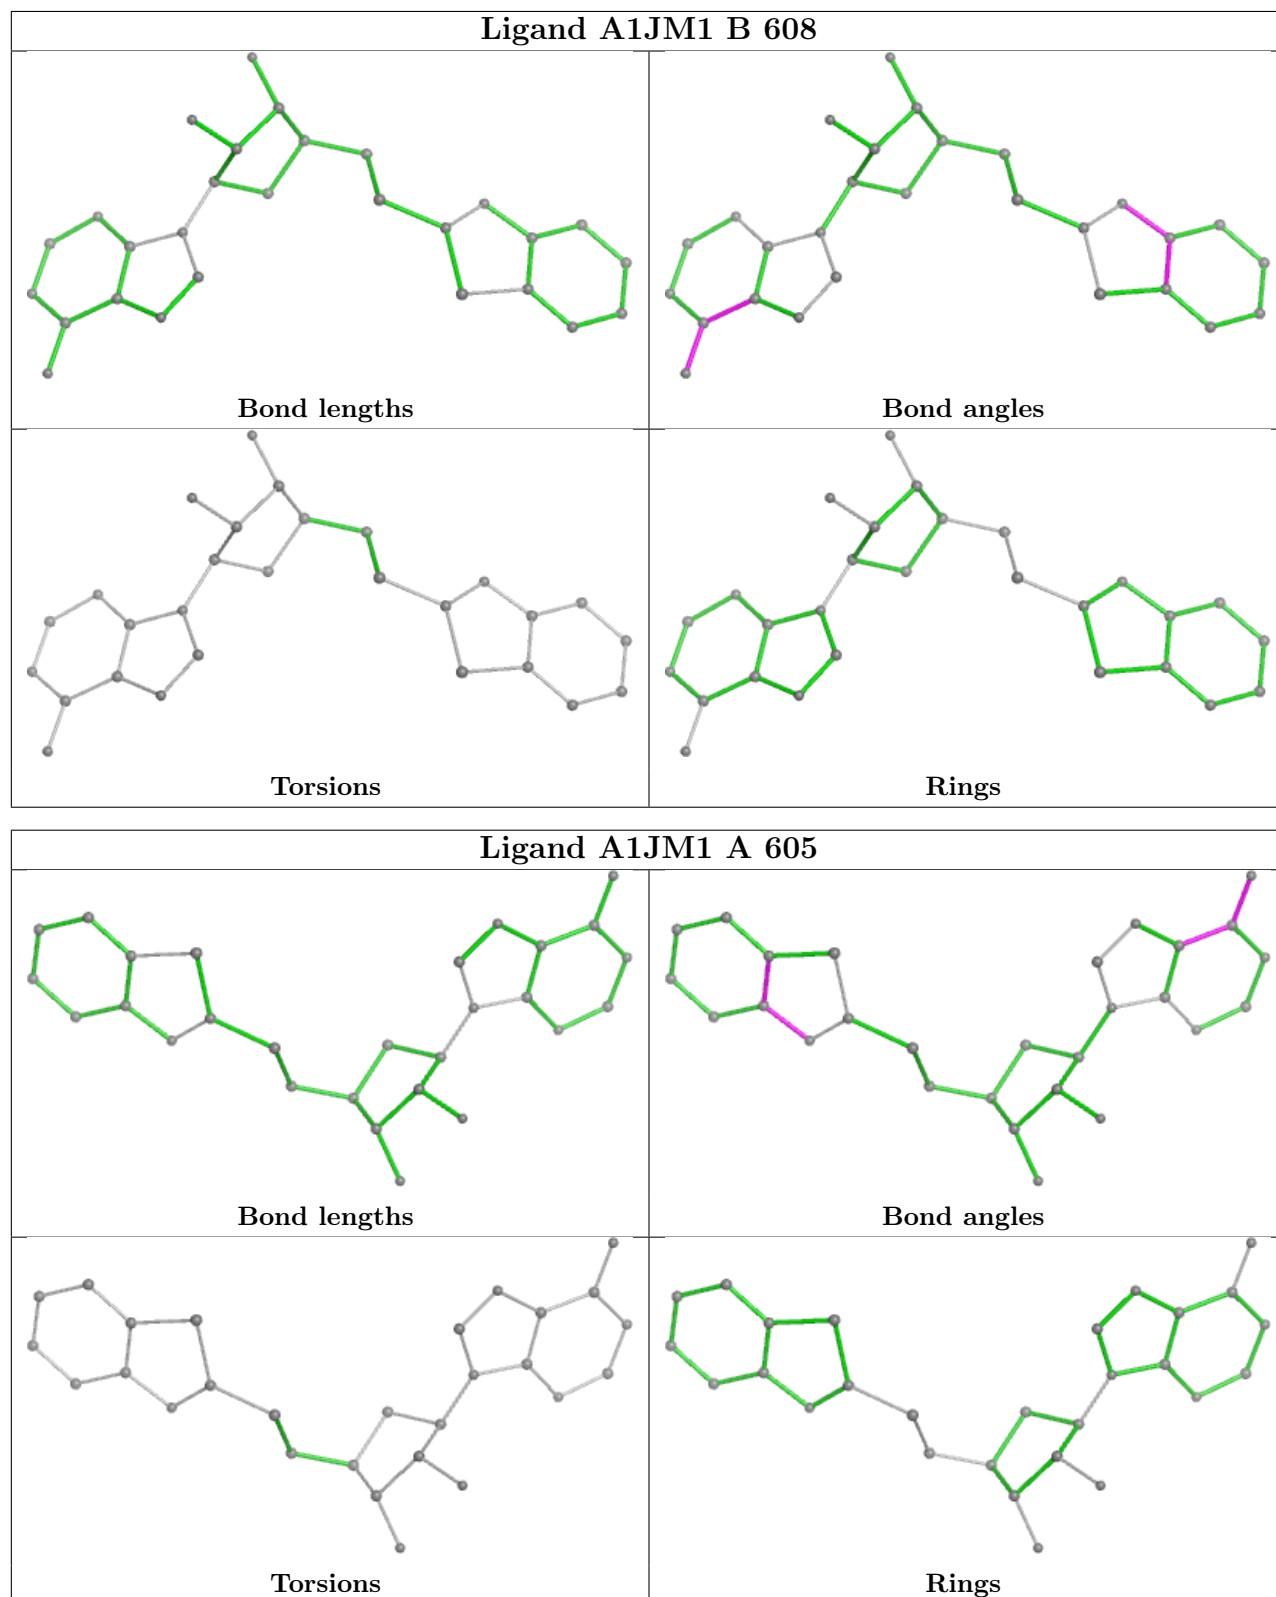 Ligand A1JM1 B 608
Bond lengths
Bond angles
Torsions
Rings
Ligand A1JM1 A 605
Bond lengths
Bond angles
Torsions
Rings